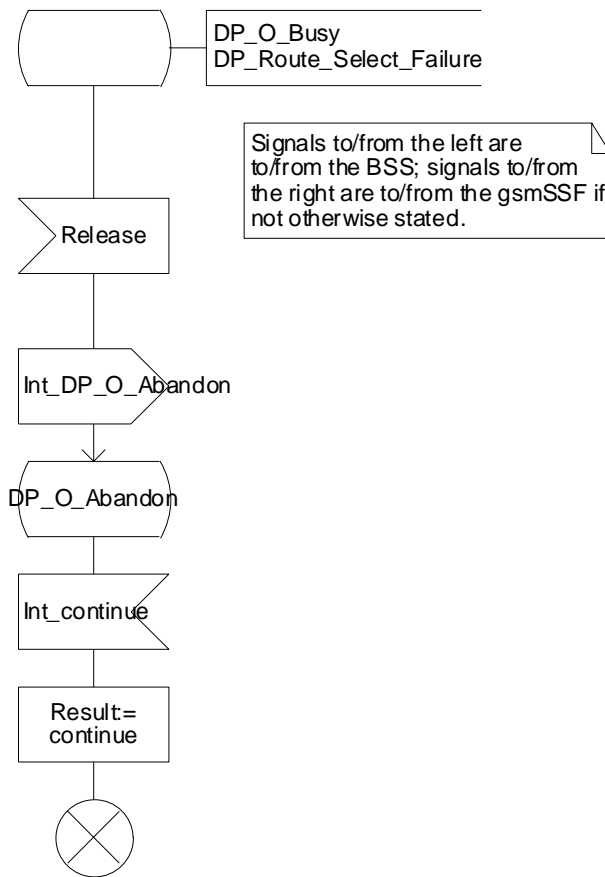 DP_O_Busy
DP_Route_Select_Failure
Signals to/from the left are
to/from the BSS; signals to/from
the right are to/from the gsmSSF if
not otherwise stated.
Release
Int_DP_O_Abandon
DP_O_Abandon
Int_continue
Result:=
continue